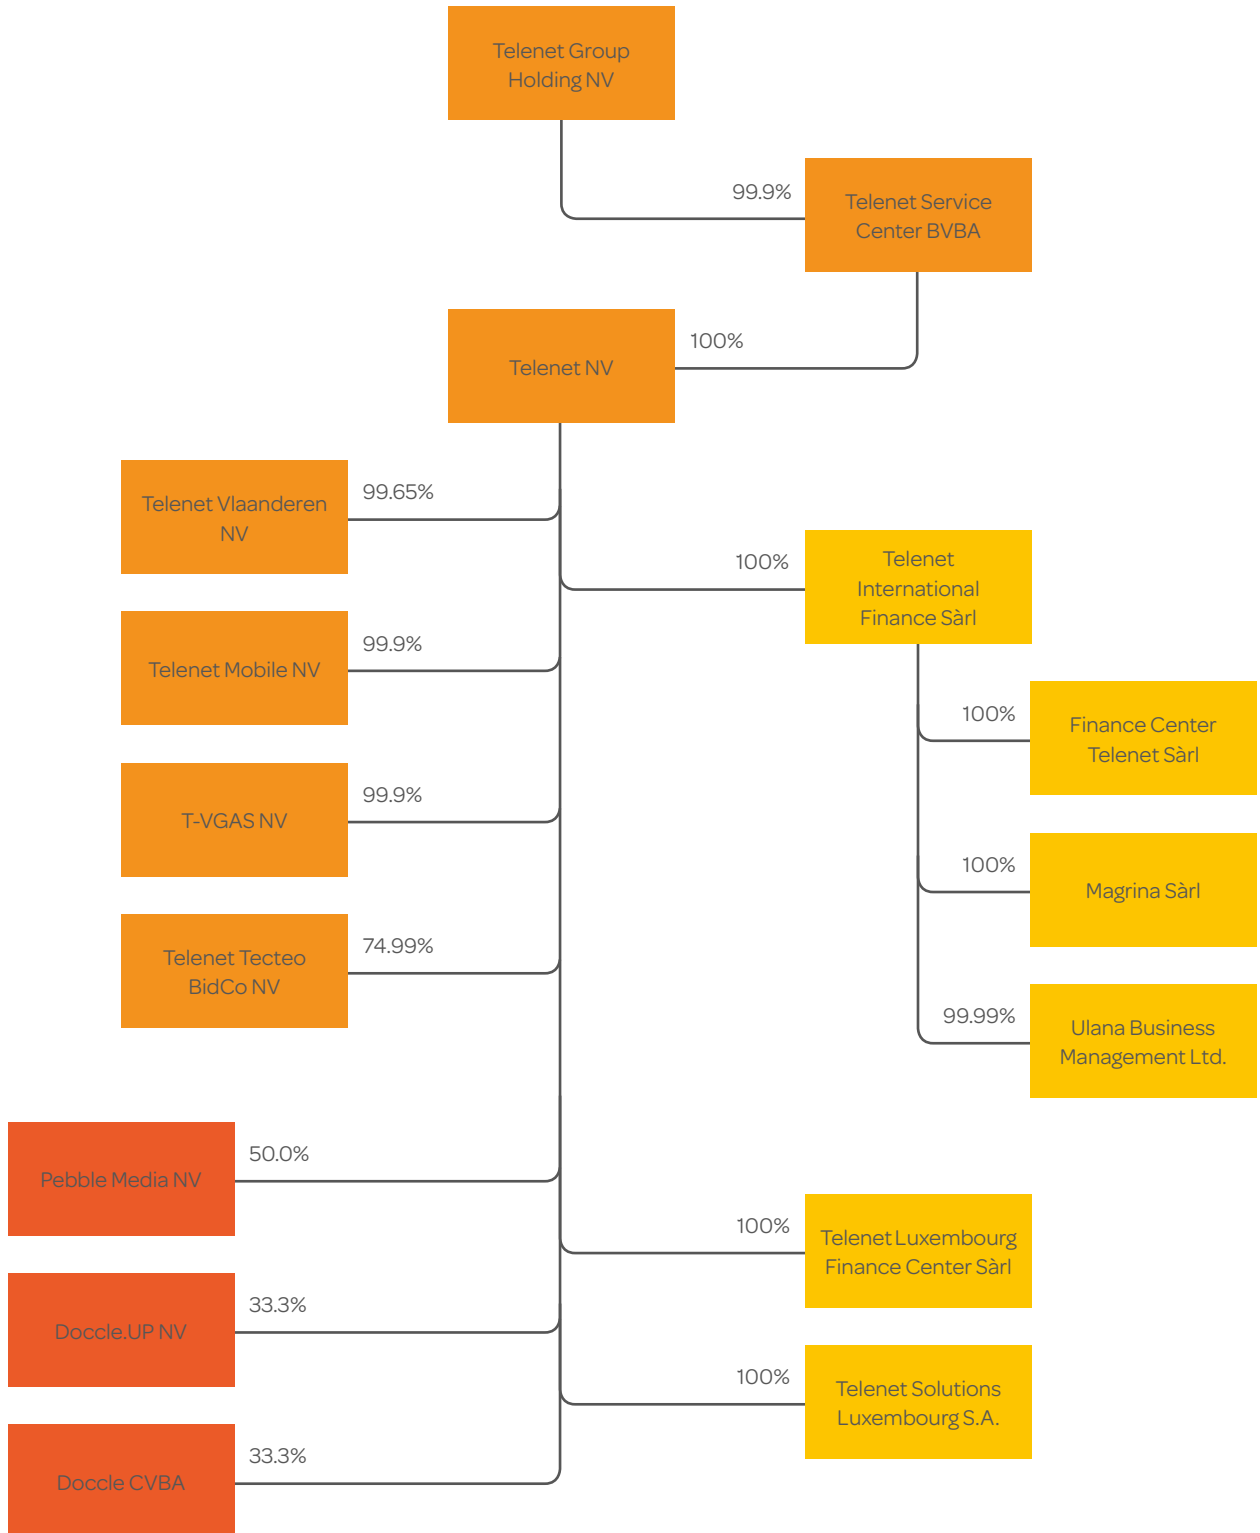 Telenet Group
Holding NV
99.9%
Telenet Service
Center BVBA
Telenet NV
100%
Telenet Vlaanderen
NV
99.65%
100%
Telenet
International
Finance Sàrl
Telenet Mobile NV
99.9%
100%
Finance Center
Telenet Sàrl
T-VGAS NV
99.9%
100%
Magrina Sàrl
Telenet Tecteo
BidCo NV
74.99%
99.99%
Ulana Business
Management Ltd.
Pebble Media NV
50.0%
100%
Telenet Luxembourg
Finance Center Sàrl
Doccle.UP NV
33.3%
100%
Telenet Solutions
Luxembourg S.A.
Doccle CVBA
33.3%